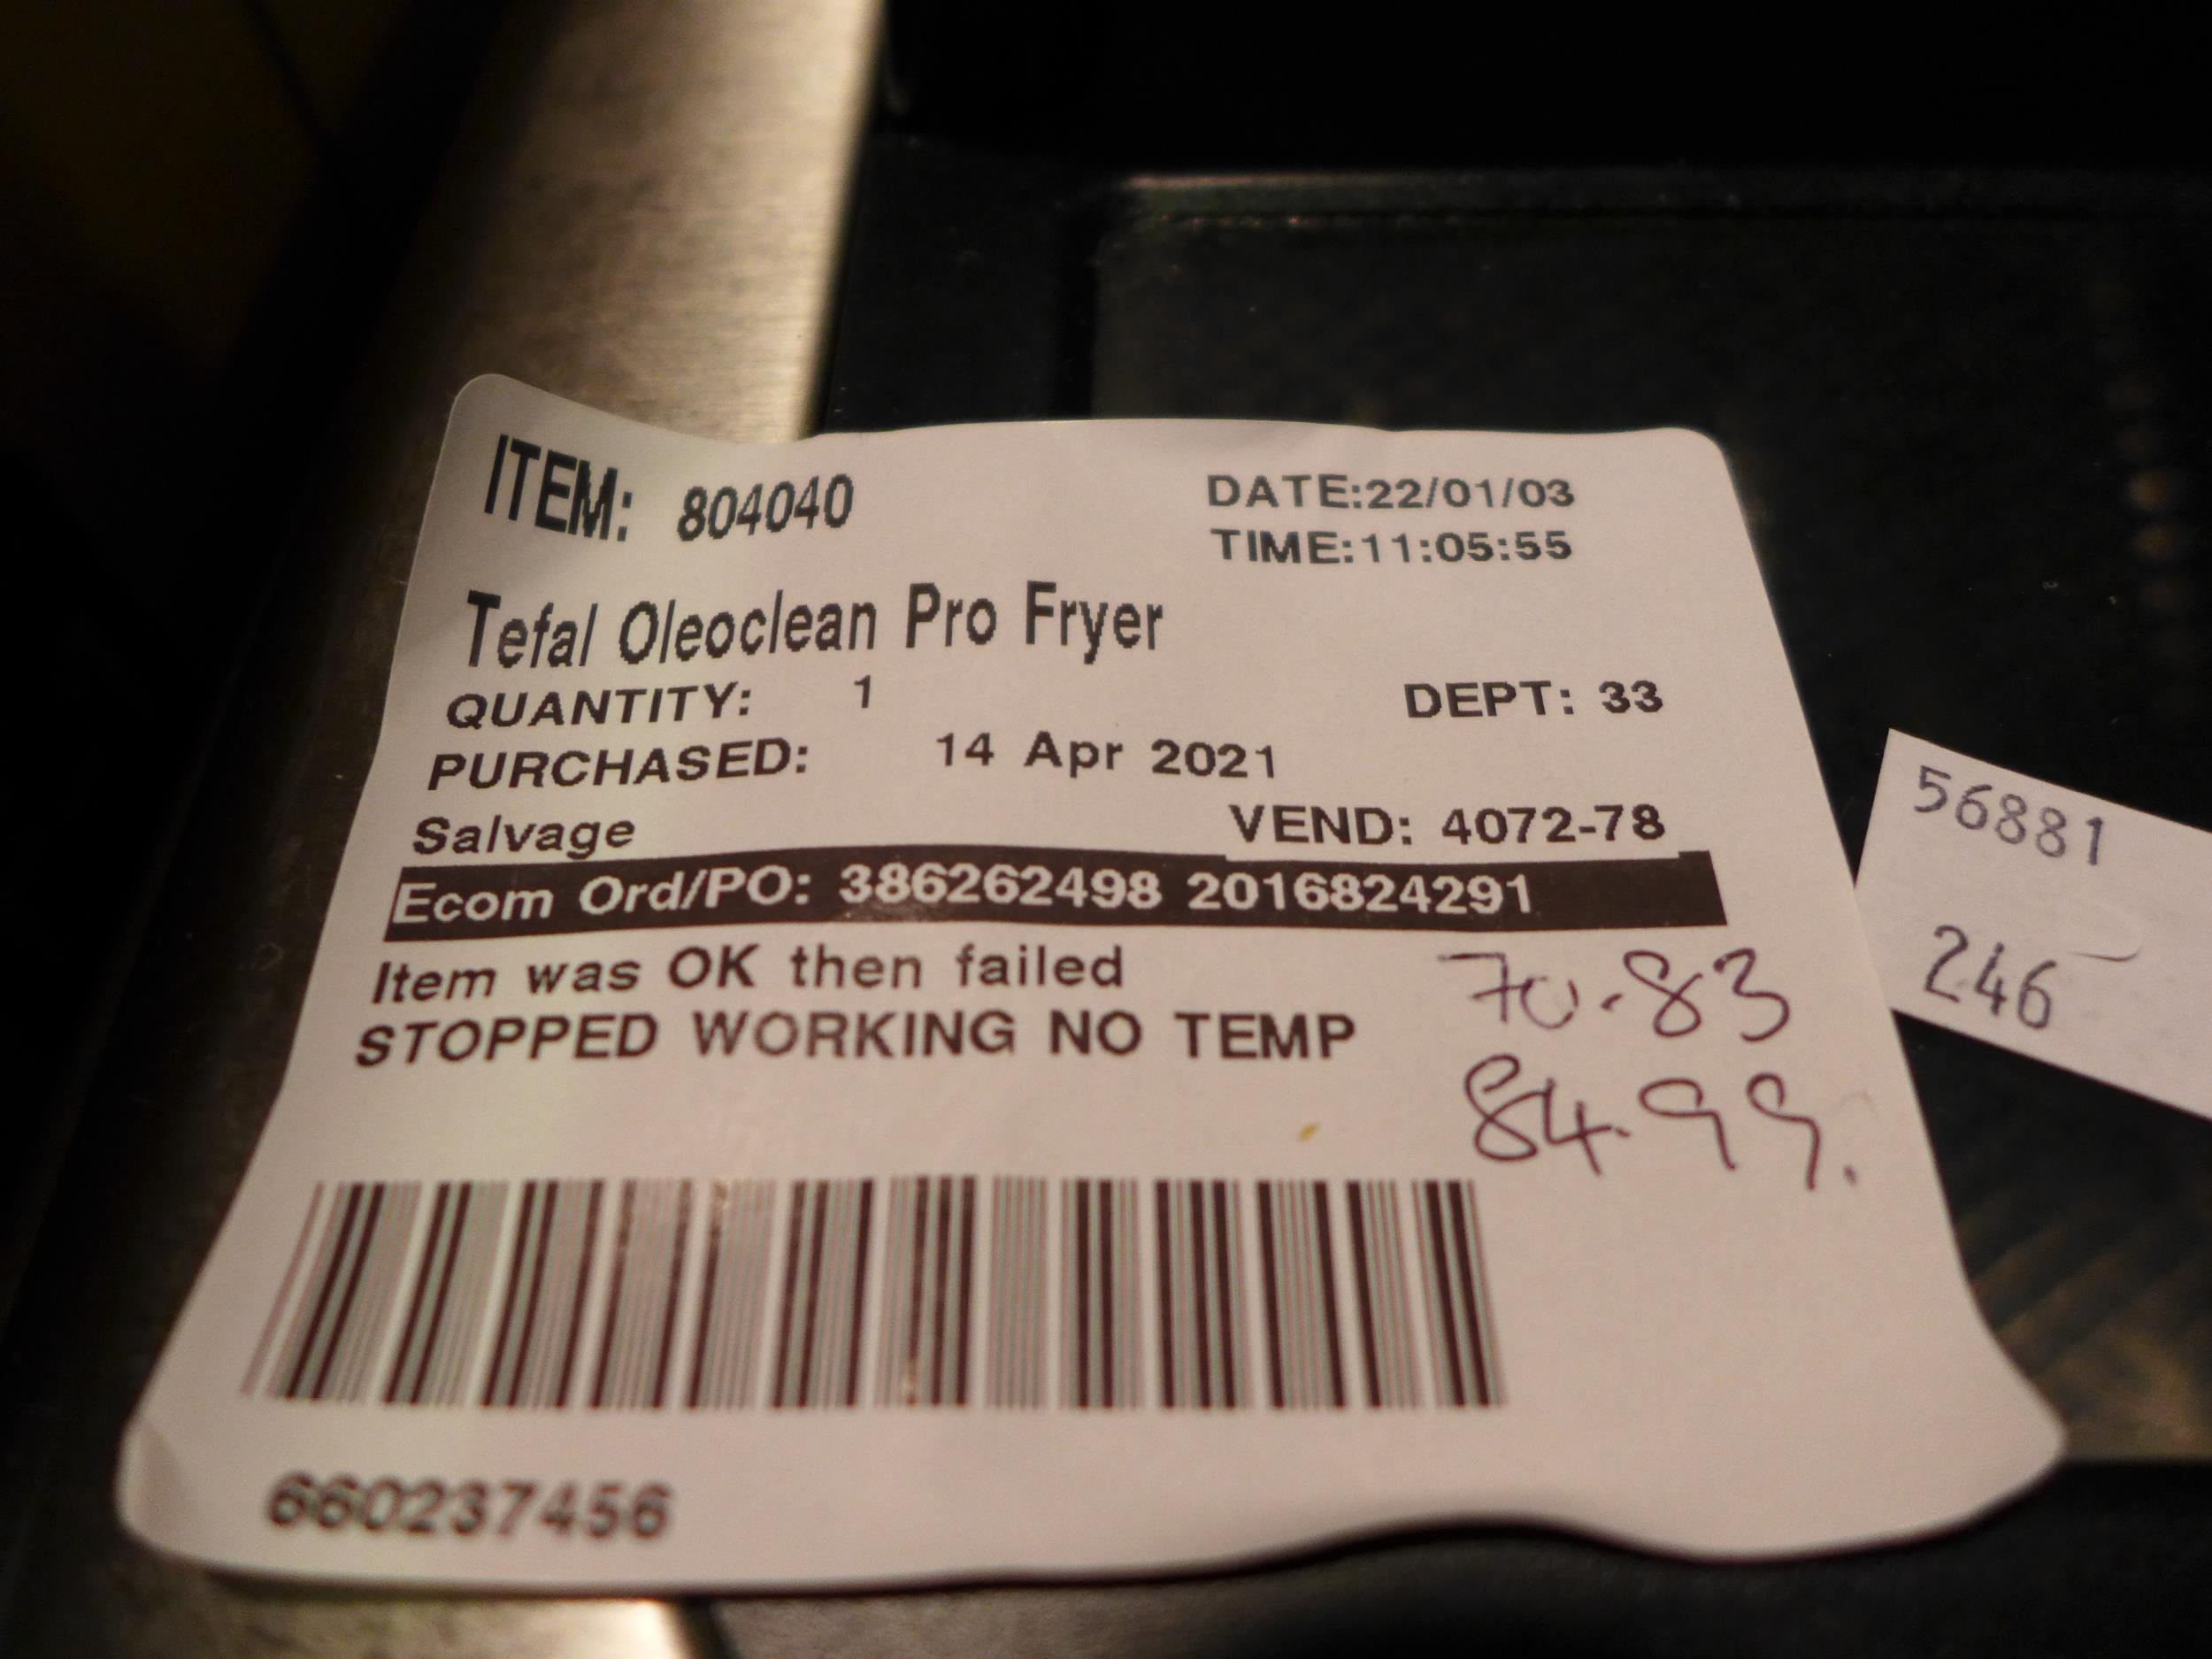 ITEM: 804040
DATE:22/01/03
TIME:11:05:55
Tefal Oleoclean Pro Fryer
QUANTITY: 1
DEPT: 33
PURCHASED: 14 Apr 2021
Salvage
VEND: 4072-78
Ecom Ord/PO: 386262498 2016824291
Item was OK then failed
STOPPED WORKING NO TEMP
70.83
84.99.
660237456
56881
246